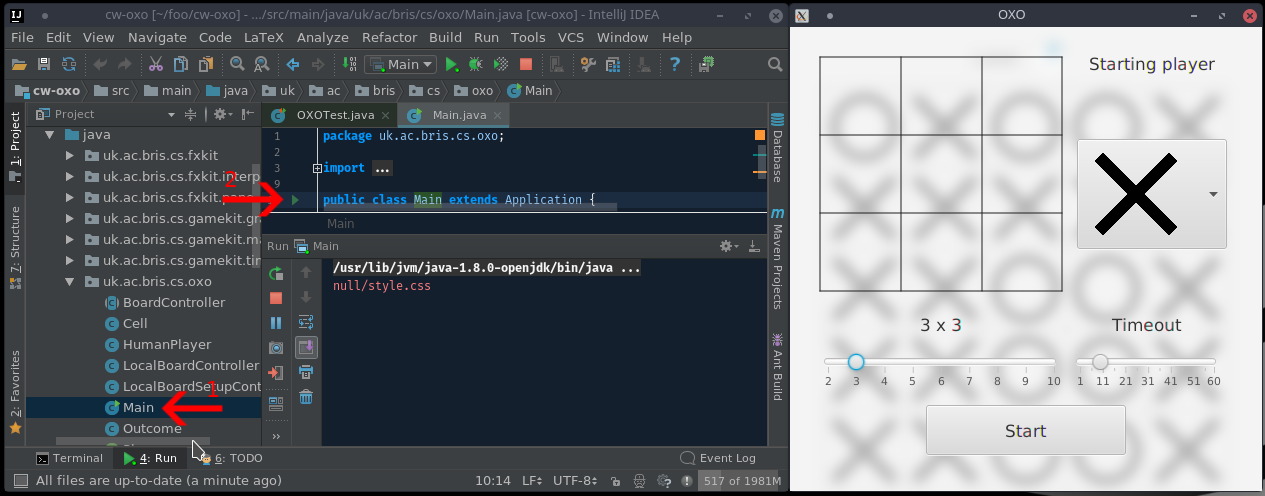 cw-oxo [~/foo/cw-oxo] - .../src/main/java/uk/ac/bris/cs/oxo/Main.java [cw-oxo] - IntelliJ IDEA
File Edit View Navigate Code LaTeX Analyze Refactor Build Run Tools VCS Window Help
Main
cw-oxo src main java uk ac bris cs oxo Main
1: Project
7: Structure
2: Favorites
Project
java
uk.ac.bris.cs.fxkit
uk.ac.bris.cs.fxkit.interp
uk.ac.bris.cs.fxkit.pane
uk.ac.bris.cs.gamekit.gr
uk.ac.bris.cs.gamekit.ma
uk.ac.bris.cs.gamekit.tin
uk.ac.bris.cs.oxo
BoardController
Cell
HumanPlayer
LocalBoardController
LocalBoardSetupCont
Main
Outcome
1
2
OXOTest.java Main.java
1 package uk.ac.bris.cs.oxo;
2
3 import ...
9
public class Main extends Application {
Main
Run Main
/usr/lib/jvm/java-1.8.0-openjdk/bin/java ...
null/style.css
Database
m Maven Projects
Ant Build
Terminal 4: Run 6: TODO Event Log
All files are up-to-date (a minute ago) 10:14 LF UTF-8 517 of 1981M
OXO
Starting player
3 x 3
2 3 4 5 6 7 8 9 10
Timeout
1 11 21 31 41 51 60
Start